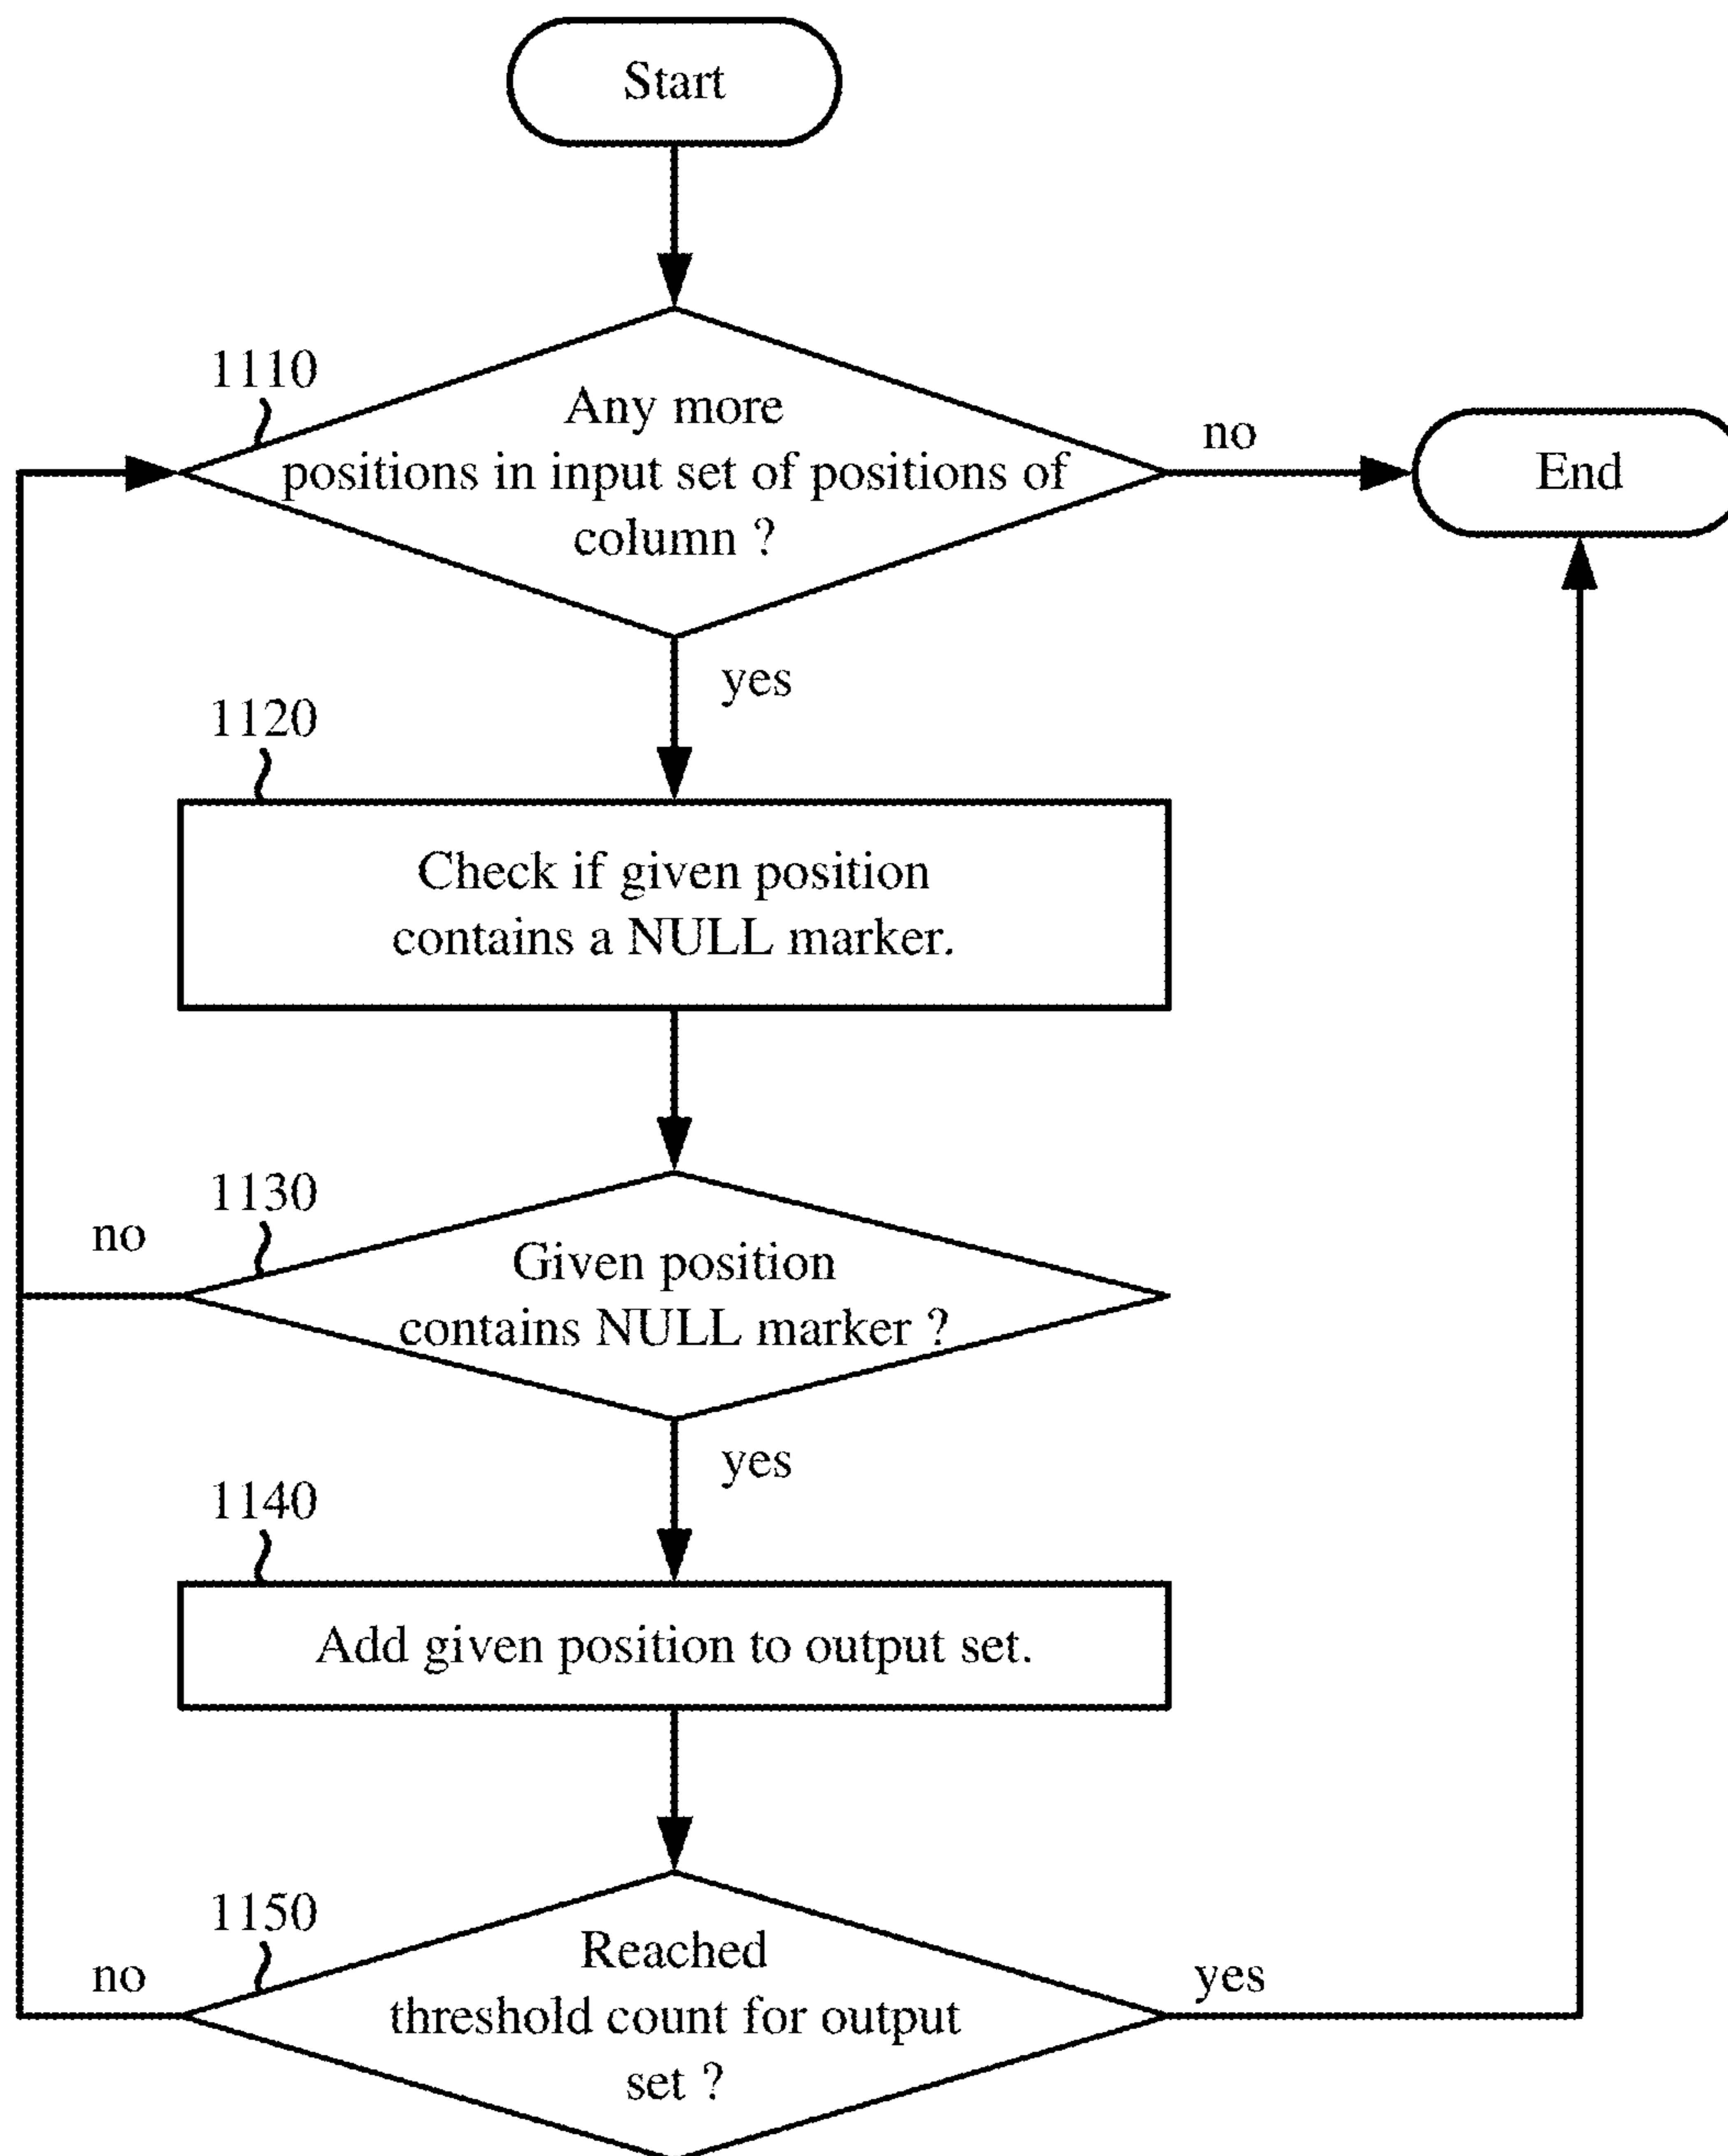 Start
1110
Any more
positions in input set of positions of
column ?
no
End
yes
1120
Check if given position
contains a NULL marker.
1130
no
Given position
contains NULL marker ?
yes
1140
Add given position to output set.
1150
no
Reached
threshold count for output
set ?
yes